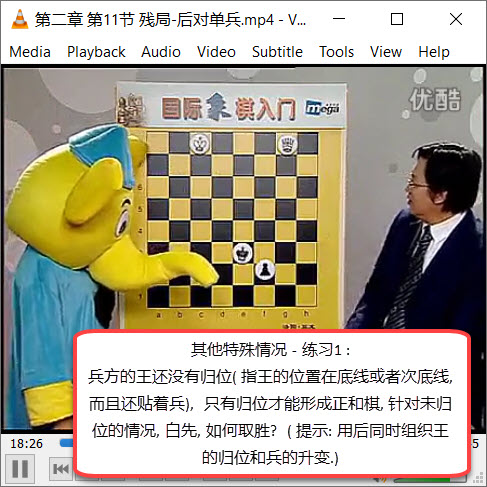 第二章 第11节 残局-后对单兵.mp4 - V...
Media Playback Audio Video Subtitle Tools View Help
优酷
国际象棋入门 mega
a b c d e f g h
其他特殊情况 - 练习1 :
兵方的王还没有归位( 指王的位置在底线或者次底线,
而且还贴着兵), 只有归位才能形成正和棋, 针对未归
位的情况, 白先, 如何取胜? ( 提示: 用后同时组织王
的归位和兵的升变.)
18:26
5